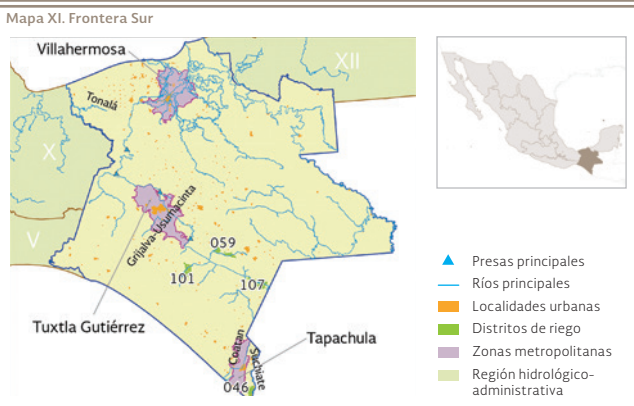 Mapa XI. Frontera Sur
Villahermosa
XII
Tonalá
X
V
Grijalva-Usumacinta
059
101
107
Tuxtla Gutiérrez
Coatán
Suchiate
Tapachula
046
Presas principales
Ríos principales
Localidades urbanas
Distritos de riego
Zonas metropolitanas
Región hidrológico-
administrativa